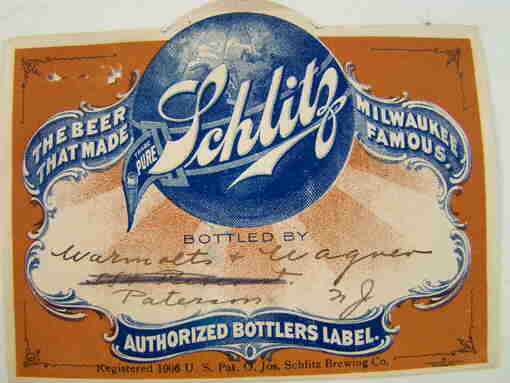 THE BEER THAT MADE
Schlitz
MILWAUKEE FAMOUS.
PURE
BOTTLED BY
Warmolts & Wagner
Paterson NJ
AUTHORIZED BOTTLERS LABEL.
Registered 1906 U. S. Pat. O. Jos. Schlitz Brewing Co.